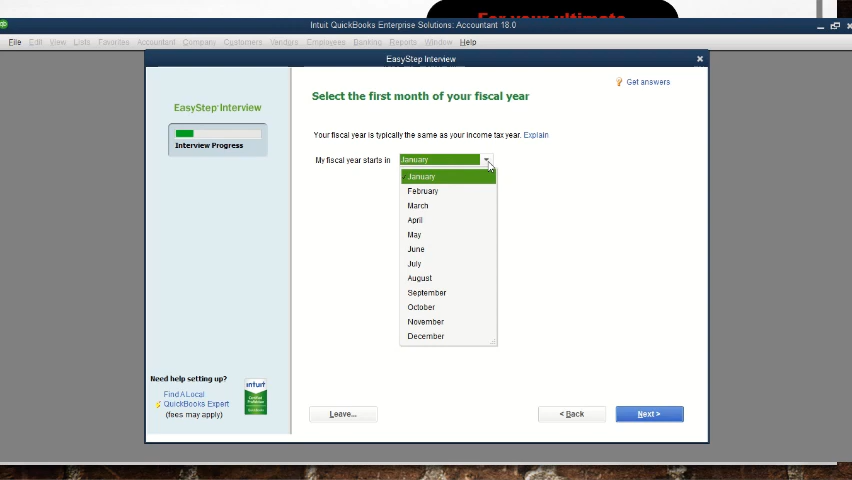 For your ultimate
Intuit QuickBooks Enterprise Solutions: Accountant 18.0
File Edit View Lists Favorites Accountant Company Customers Vendors Employees Banking Reports Window Help
EasyStep Interview
Get answers
EasyStep Interview
Interview Progress
Select the first month of your fiscal year
Your fiscal year is typically the same as your income tax year. Explain
My fiscal year starts in January
January
February
March
April
May
June
July
August
September
October
November
December
Need help setting up?
Find A Local
QuickBooks Expert
(fees may apply)
intuit
Leave...
< Back
Next >